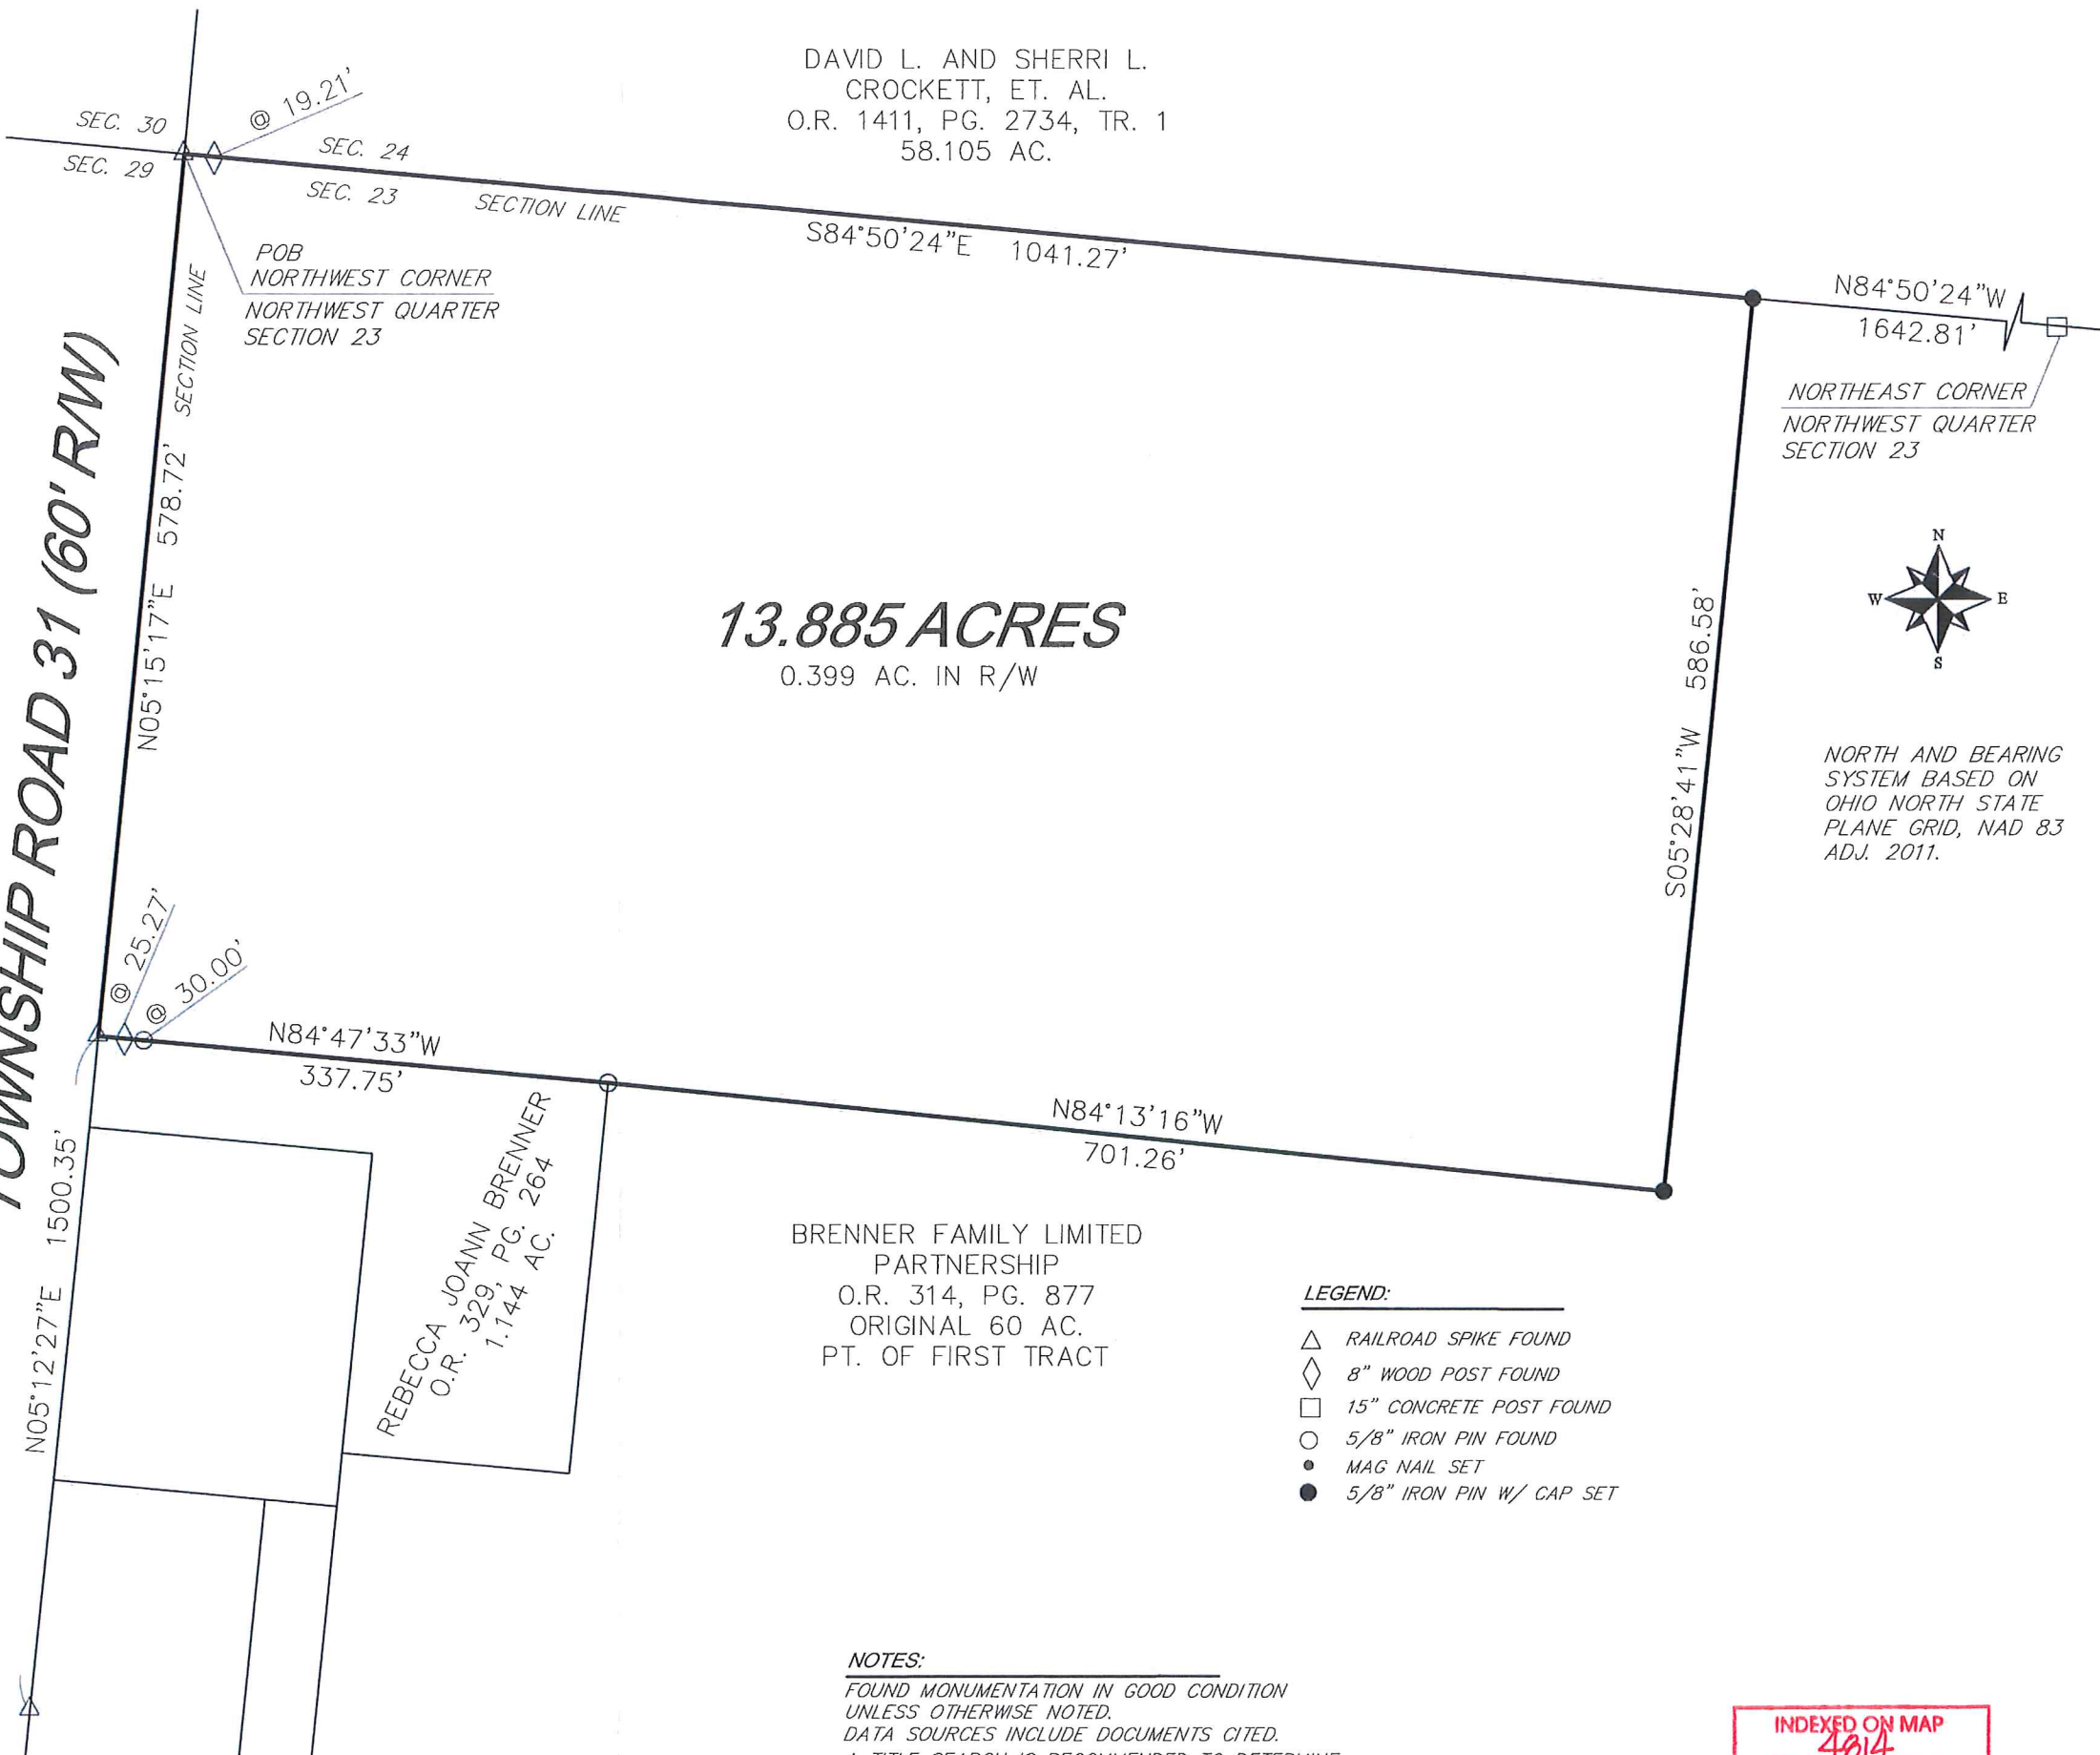 DAVID L. AND SHERRI L.
CROCKETT, ET. AL.
O.R. 1411, PG. 2734, TR. 1
58.105 AC.
@ 19.21'
SEC. 30
SEC. 29
SEC. 24
SEC. 23
SECTION LINE
S84°50'24"E 1041.27'
POB
NORTHWEST CORNER
NORTHWEST QUARTER
SECTION 23
N84°50'24"W
1642.81'
NORTHEAST CORNER
NORTHWEST QUARTER
SECTION 23
N05°15'17"E 578.72' SECTION LINE
TOWNSHIP ROAD 31 (60' R/W)
13.885 ACRES
0.399 AC. IN R/W
S05°28'41"W 586.58'
N
W
E
S
NORTH AND BEARING
SYSTEM BASED ON
OHIO NORTH STATE
PLANE GRID, NAD 83
ADJ. 2011.
@ 25.27'
@ 30.00'
N84°47'33"W
337.75'
N84°13'16"W
701.26'
N05°12'27"E 1500.35'
REBECCA JOANN BRENNER
O.R. 329, PG. 264
1.144 AC.
BRENNER FAMILY LIMITED
PARTNERSHIP
O.R. 314, PG. 877
ORIGINAL 60 AC.
PT. OF FIRST TRACT
LEGEND:
RAILROAD SPIKE FOUND
8" WOOD POST FOUND
15" CONCRETE POST FOUND
5/8" IRON PIN FOUND
MAG NAIL SET
5/8" IRON PIN W/ CAP SET
NOTES:
FOUND MONUMENTATION IN GOOD CONDITION
UNLESS OTHERWISE NOTED.
DATA SOURCES INCLUDE DOCUMENTS CITED.
A TITLE SEARCH IS RECOMMENDED TO DETERMINE
INDEXED ON MAP
4814